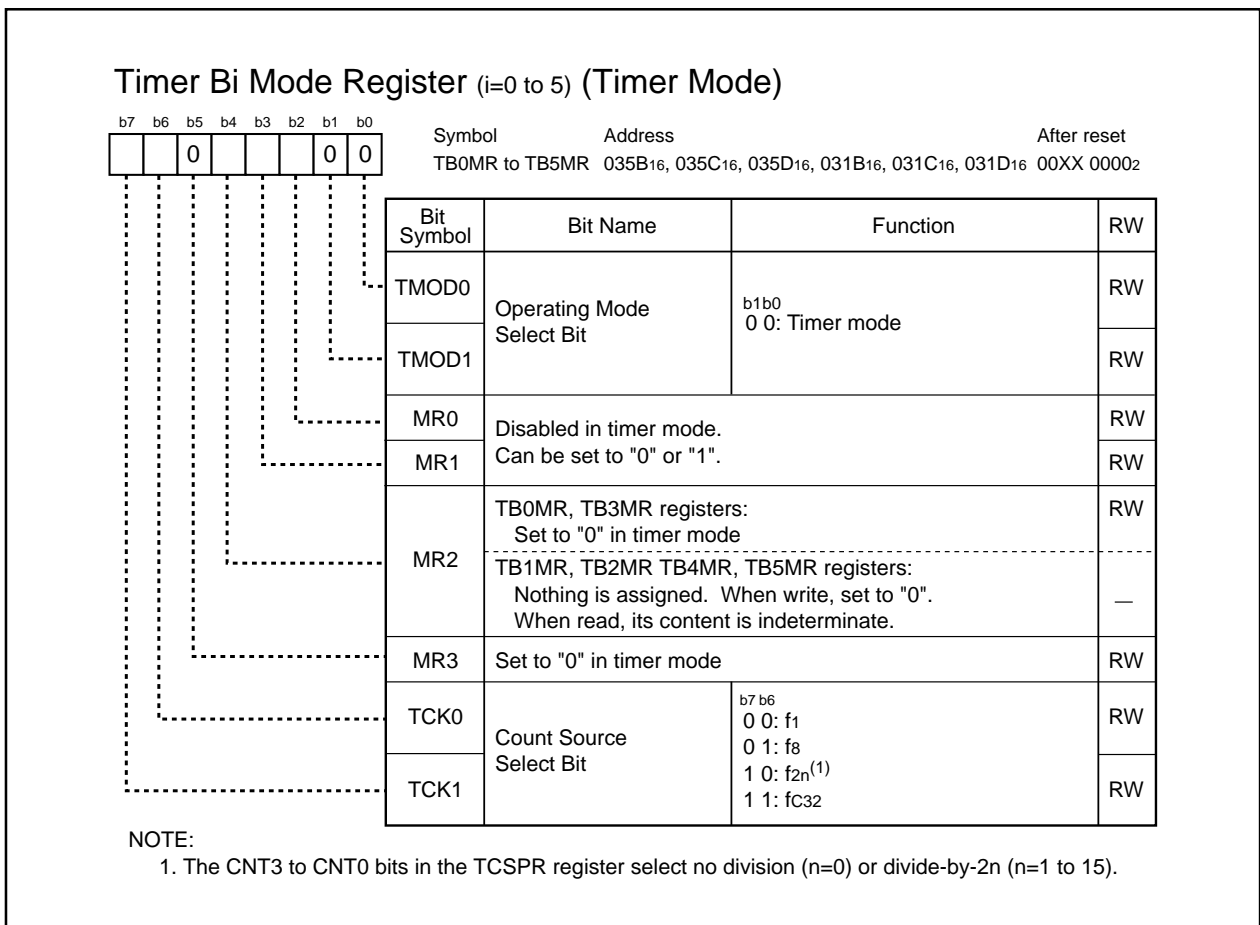 Timer Bi Mode Register (i=0 to 5) (Timer Mode)
b7 b6 b5 b4 b3 b2 b1 b0
0 0 0
Symbol Address After reset
TB0MR to TB5MR 035B16, 035C16, 035D16, 031B16, 031C16, 031D16 00XX 00002
Bit Symbol Bit Name Function RW
TMOD0 RW
Operating Mode
Select Bit
b1b0
0 0: Timer mode
TMOD1 RW
MR0 RW
Disabled in timer mode.
Can be set to "0" or "1".
MR1 RW
MR2
TB0MR, TB3MR registers: RW
Set to "0" in timer mode
TB1MR, TB2MR TB4MR, TB5MR registers:
Nothing is assigned. When write, set to "0". —
When read, its content is indeterminate.
MR3 Set to "0" in timer mode RW
TCK0 RW
Count Source
Select Bit
b7 b6
0 0: f1
0 1: f8
1 0: f2n(1)
1 1: fC32
TCK1 RW
NOTE:
1. The CNT3 to CNT0 bits in the TCSPR register select no division (n=0) or divide-by-2n (n=1 to 15).